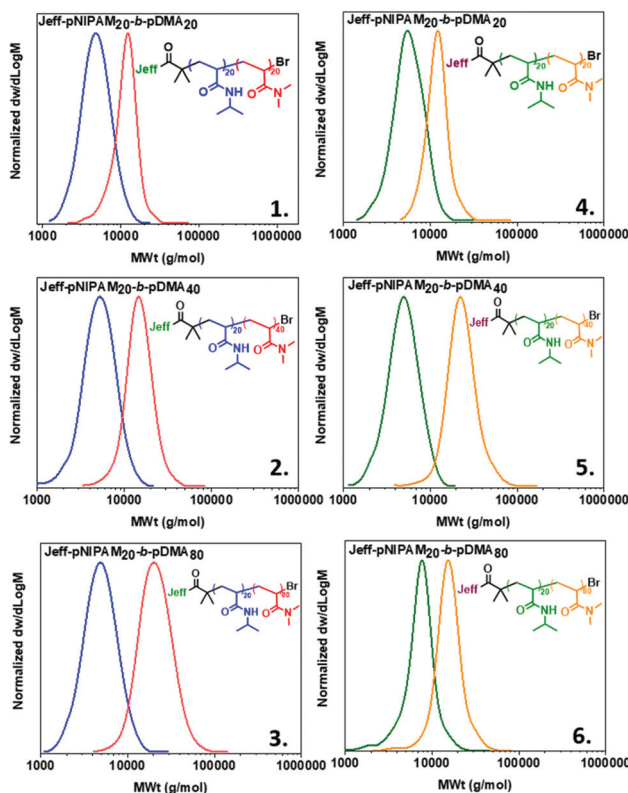 Jeff-pNIPAM20-b-pDMA20
Normalized dw/dLogM
O
Jeff
20
20
Br
O
NH
O
N
1.
1000 10000 100000 1000000
MWt (g/mol)
Jeff-pNIPAM20-b-pDMA20
Normalized dw/dLogM
O
Jeff
20
20
Br
O
NH
O
N
4.
1000 10000 100000 1000000
MWt (g/mol)
Jeff-pNIPAM20-b-pDMA40
Normalized dw/dLogM
O
Jeff
20
40
Br
O
NH
O
N
2.
1000 10000 100000 1000000
MWt (g/mol)
Jeff-pNIPAM20-b-pDMA40
Normalized dw/dLogM
O
Jeff
20
Br
O
NH
O
N
5.
1000 10000 100000 1000000
MWt (g/mol)
Jeff-pNIPAM20-b-pDMA80
Normalized dw/dLogM
O
Jeff
20
80
Br
O
NH
O
N
3.
1000 10000 100000 1000000
MWt (g/mol)
Jeff-pNIPAM20-b-pDMA80
Normalized dw/dLogM
O
Jeff
20
80
Br
O
NH
O
N
6.
1000 10000 100000 1000000
MWt (g/mol)